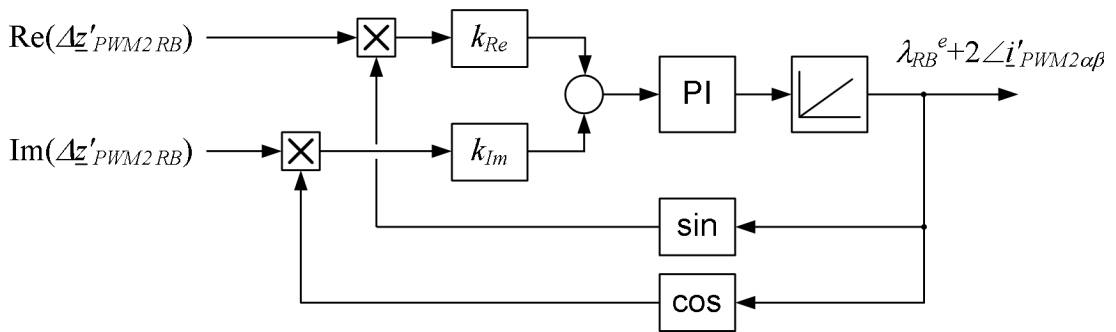 Re(Δz′PWM2 RB)
kRe
PI
λRBe+2∠i′PWM2αβ
Im(Δz′PWM2 RB)
kIm
sin
cos